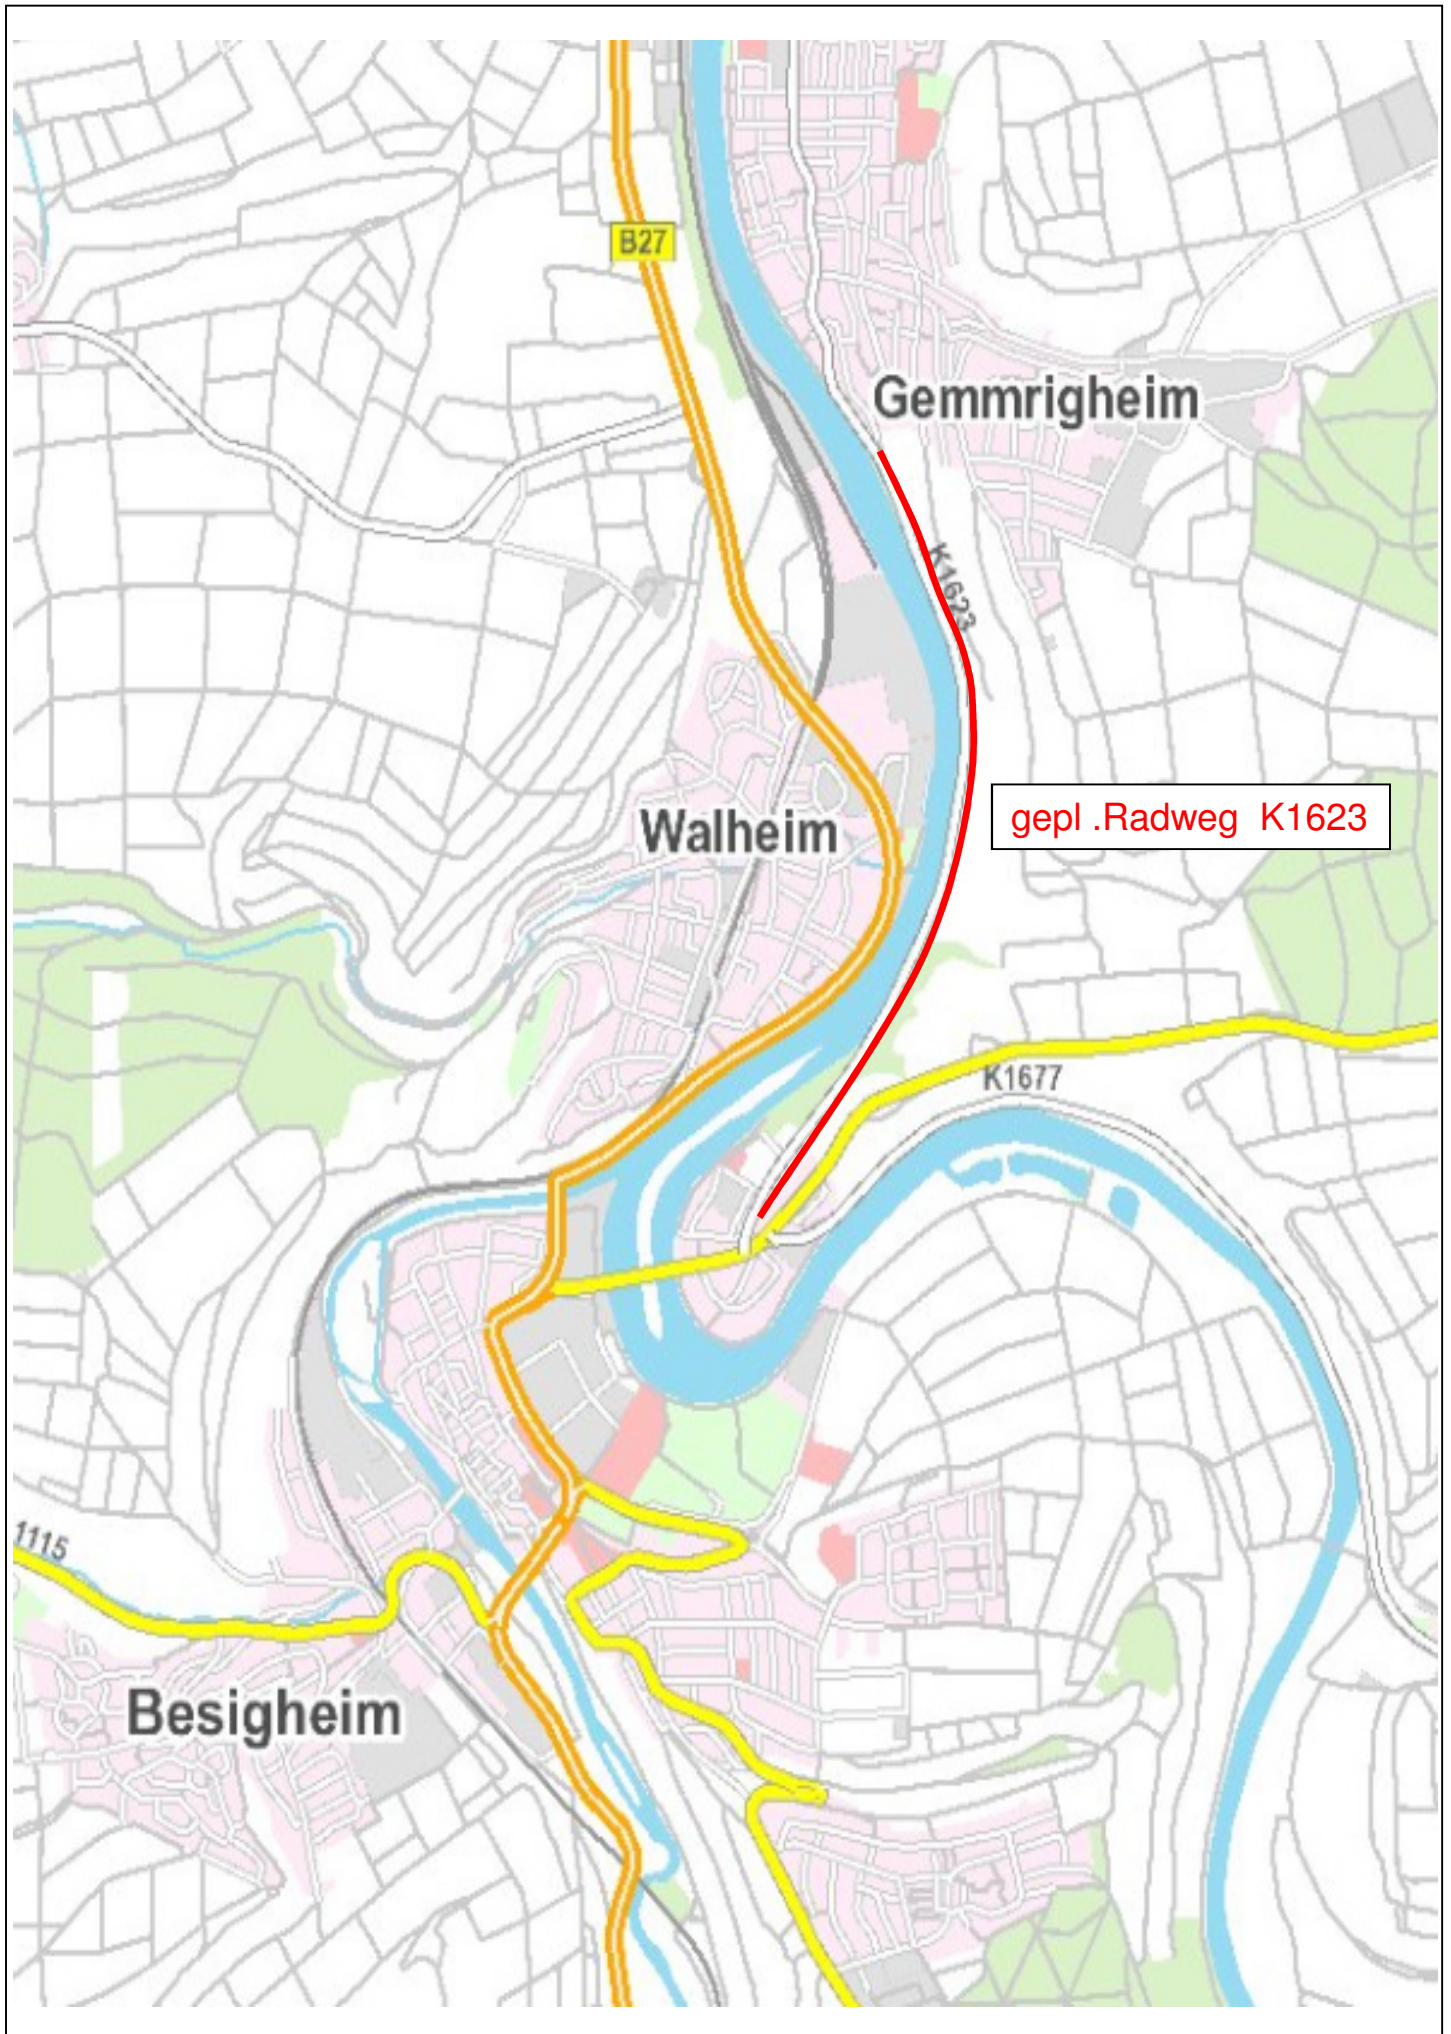 B27
Gemmrigheim
K1623
gepl .Radweg K1623
Walheim
K1677
1115
Besigheim